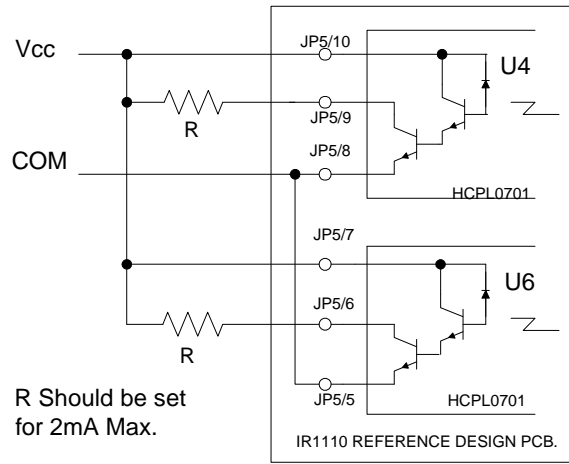 JP5/10
Vcc
U4
JP5/9
R
JP5/8
COM
HCPL0701
JP5/7
U6
JP5/6
R
R Should be set
for 2mA Max.
JP5/5
HCPL0701
IR1110 REFERENCE DESIGN PCB.